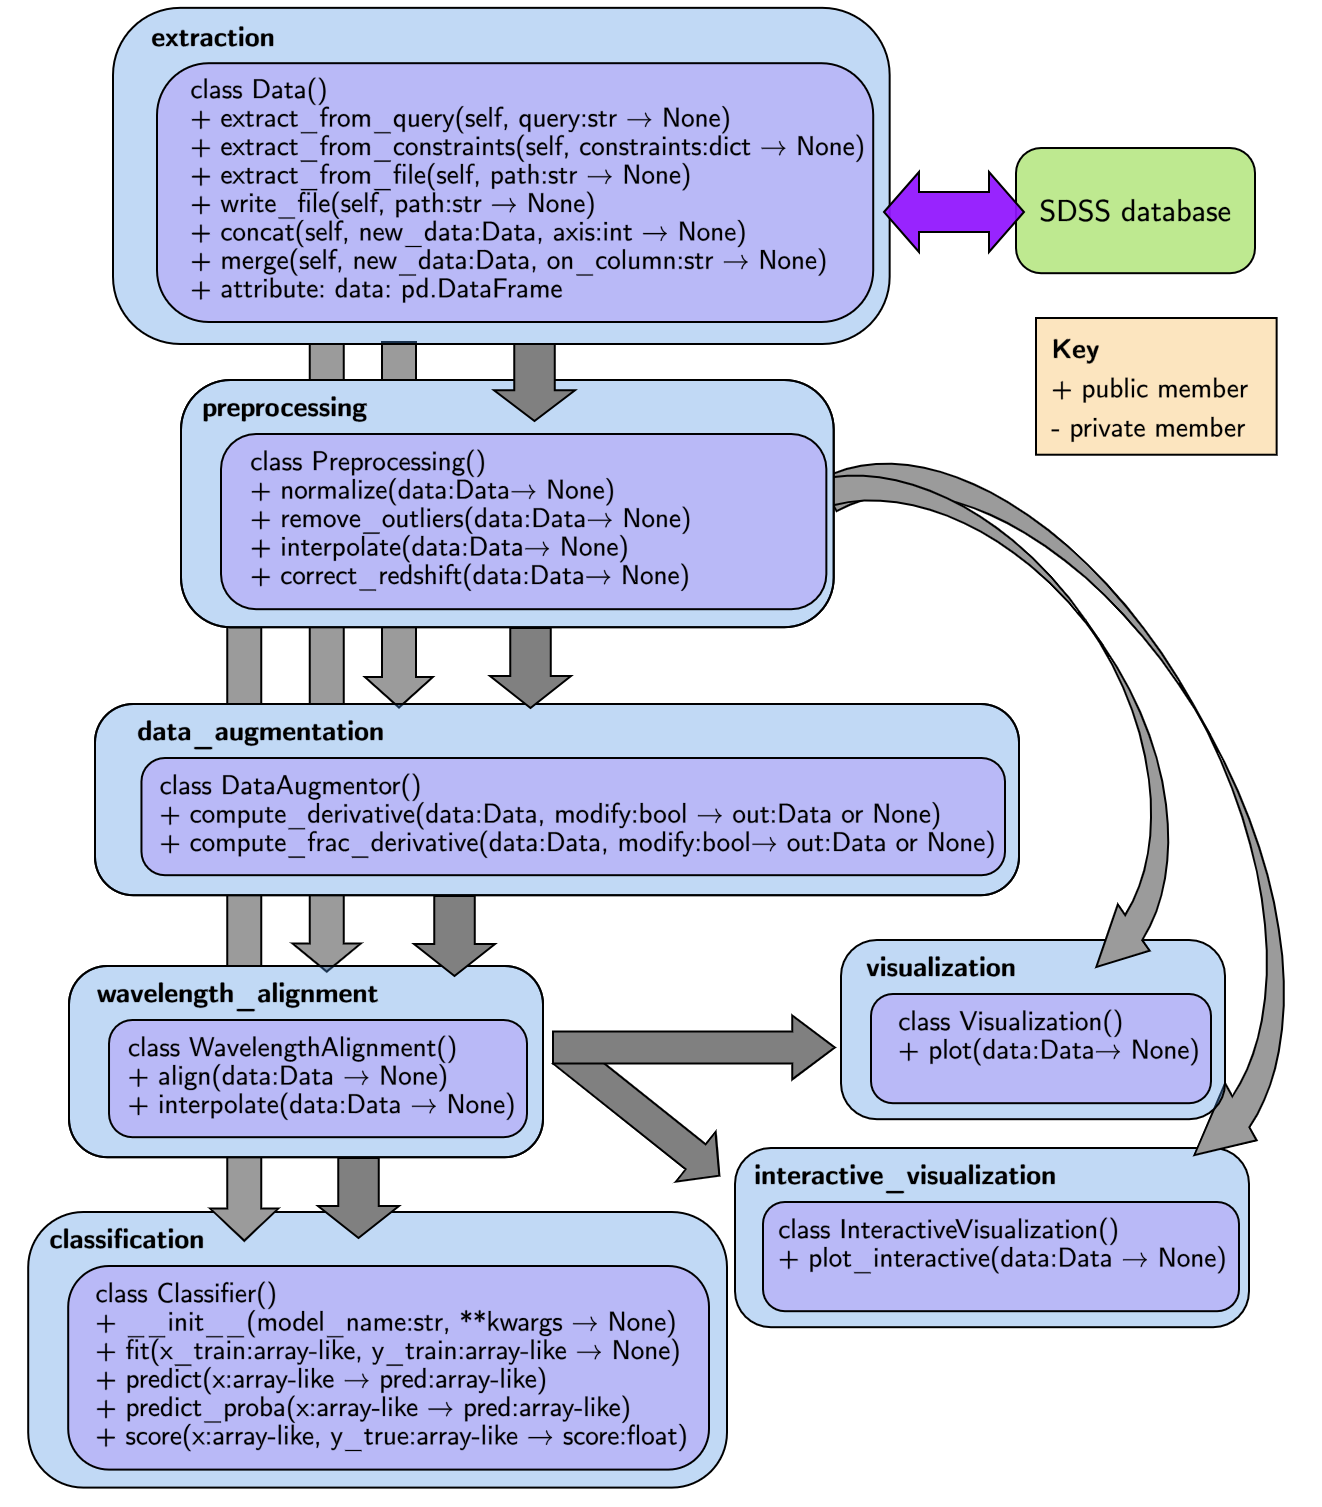 extraction
class Data()
+ extract_from_query(self, query:str → None)
+ extract_from_constraints(self, constraints:dict → None)
+ extract_from_file(self, path:str → None)
+ write_file(self, path:str → None)
+ concat(self, new_data:Data, axis:int → None)
+ merge(self, new_data:Data, on_column:str → None)
+ attribute: data: pd.DataFrame
SDSS database
Key
+ public member
- private member
preprocessing
class Preprocessing()
+ normalize(data:Data→ None)
+ remove_outliers(data:Data→ None)
+ interpolate(data:Data→ None)
+ correct_redshift(data:Data→ None)
data_augmentation
class DataAugmentor()
+ compute_derivative(data:Data, modify:bool → out:Data or None)
+ compute_frac_derivative(data:Data, modify:bool→ out:Data or None)
wavelength_alignment
class WavelengthAlignment()
+ align(data:Data → None)
+ interpolate(data:Data → None)
visualization
class Visualization()
+ plot(data:Data→ None)
interactive_visualization
class InteractiveVisualization()
+ plot_interactive(data:Data → None)
classification
class Classifier()
+ __init__(model_name:str, **kwargs → None)
+ fit(x_train:array-like, y_train:array-like → None)
+ predict(x:array-like → pred:array-like)
+ predict_proba(x:array-like → pred:array-like)
+ score(x:array-like, y_true:array-like → score:float)